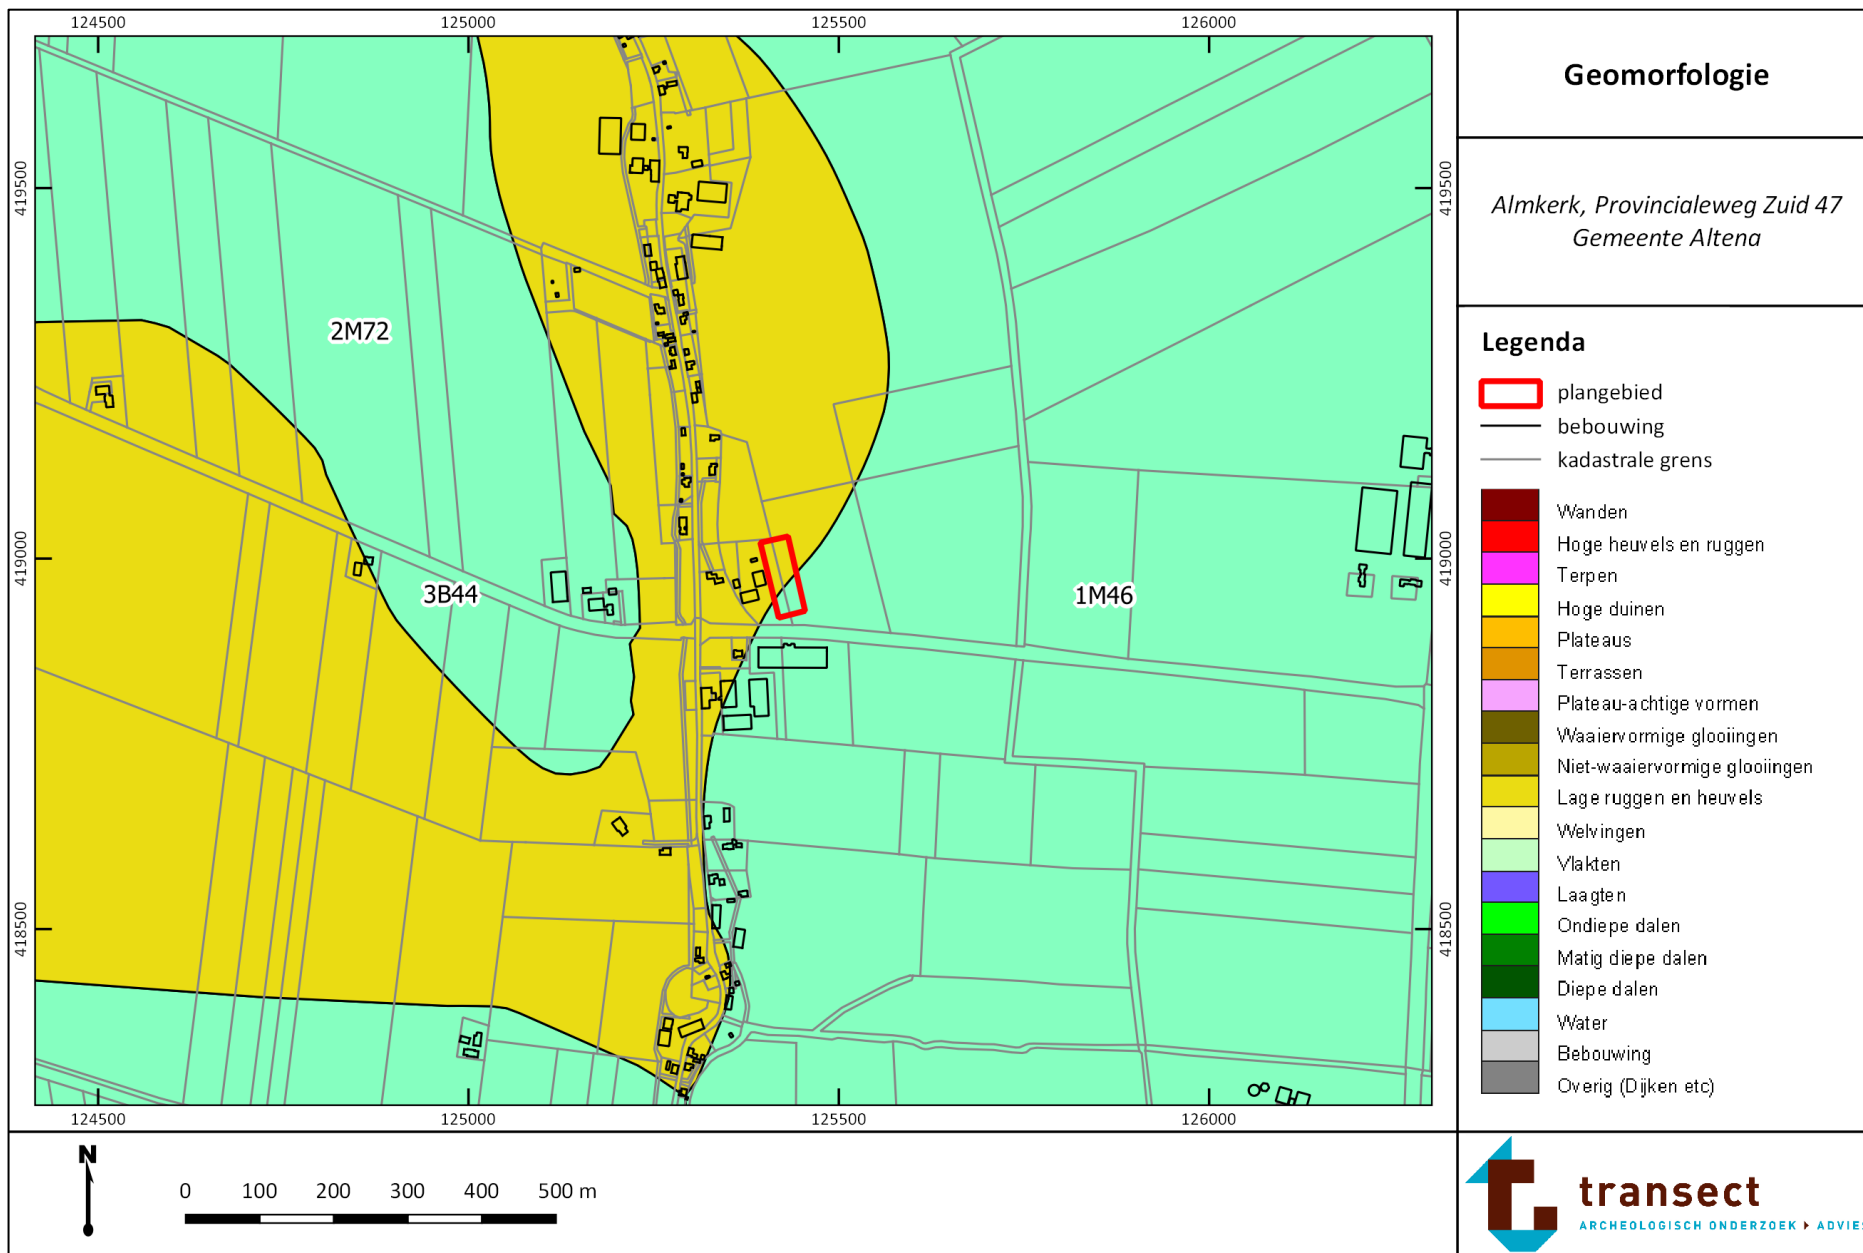 124500
125000
125500
126000
419500
419000
418500
419500
419000
418500
2M72
3B44
1M46
124500
125000
125500
126000
Geomorfologie
Almkerk, Provincialeweg Zuid 47
Gemeente Altena
Legenda
plangebied
bebouwing
kadastrale grens
Wanden
Hoge heuvels en ruggen
Terpen
Hoge duinen
Plateaus
Terrassen
Plateau-achtige vormen
Waaiervormige glooiingen
Niet-waaiervormige glooiingen
Lage ruggen en heuvels
Welvingen
Vlakten
Laagten
Ondiepe dalen
Matig diepe dalen
Diepe dalen
Water
Bebouwing
Overig (Dijken etc)
N
0 100 200 300 400 500 m
transect
ARCHEOLOGISCH ONDERZOEK ADVIES